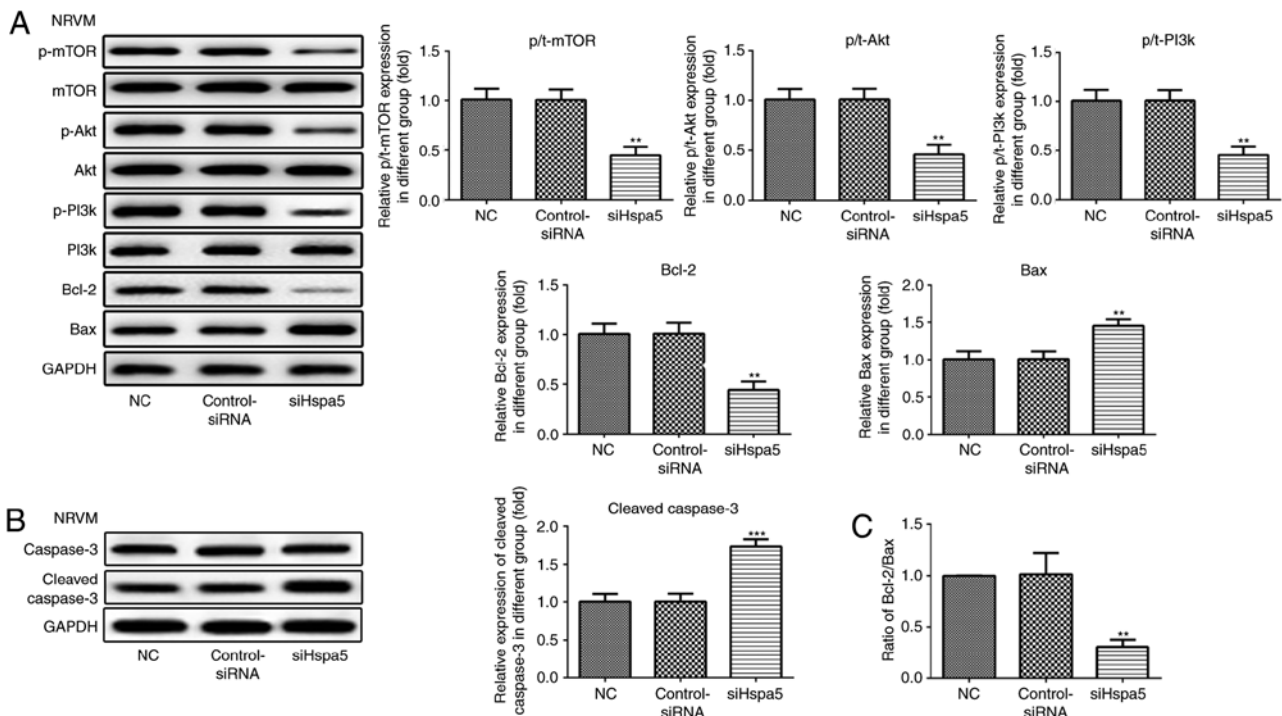 A
NRVM
p-mTOR
mTOR
p-Akt
Akt
p-PI3k
PI3k
Bcl-2
Bax
GAPDH
NC
Control-
siRNA
siHspa5
p/t-mTOR
Relative p/t-mTOR expression
in different group (fold)
1.5
1.0
0.5
0.0
**
NC
Control-
siRNA
siHspa5
p/t-Akt
Relative p/t-Akt expression
in different group (fold)
1.5
1.0
0.5
0.0
**
NC
Control-
siRNA
siHspa5
p/t-PI3k
Relative p/t-PI3k expression
in different group (fold)
1.5
1.0
0.5
0.0
**
NC
Control-
siRNA
siHspa5
Bcl-2
Relative Bcl-2 expression
in different group (fold)
1.5
1.0
0.5
0.0
**
NC
Control-
siRNA
siHspa5
Bax
Relative Bax expression
in different group (fold)
2.0
1.5
1.0
0.5
0.0
**
NC
Control-
siRNA
siHspa5
B
NRVM
Caspase-3
Cleaved
caspase-3
GAPDH
NC
Control-
siRNA
siHspa5
Cleaved caspase-3
Relative expression of cleaved
caspase-3 in different group (fold)
2.0
1.5
1.0
0.5
0.0
***
NC
Control-
siRNA
siHspa5
C
Ratio of Bcl-2/Bax
1.5
1.0
0.5
0.0
**
NC
Control-
siRNA
siHspa5